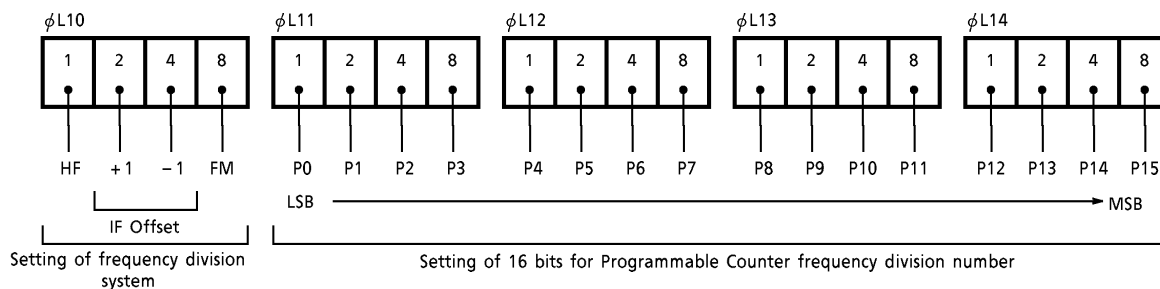 ϕL10 ϕL11 ϕL12 ϕL13 ϕL14
1 2 4 8 1 2 4 8 1 2 4 8 1 2 4 8 1 2 4 8
HF +1 −1 FM P0 P1 P2 P3 P4 P5 P6 P7 P8 P9 P10 P11 P12 P13 P14 P15
LSB MSB
IF Offset
Setting of frequency division
system
Setting of 16 bits for Programmable Counter frequency division number